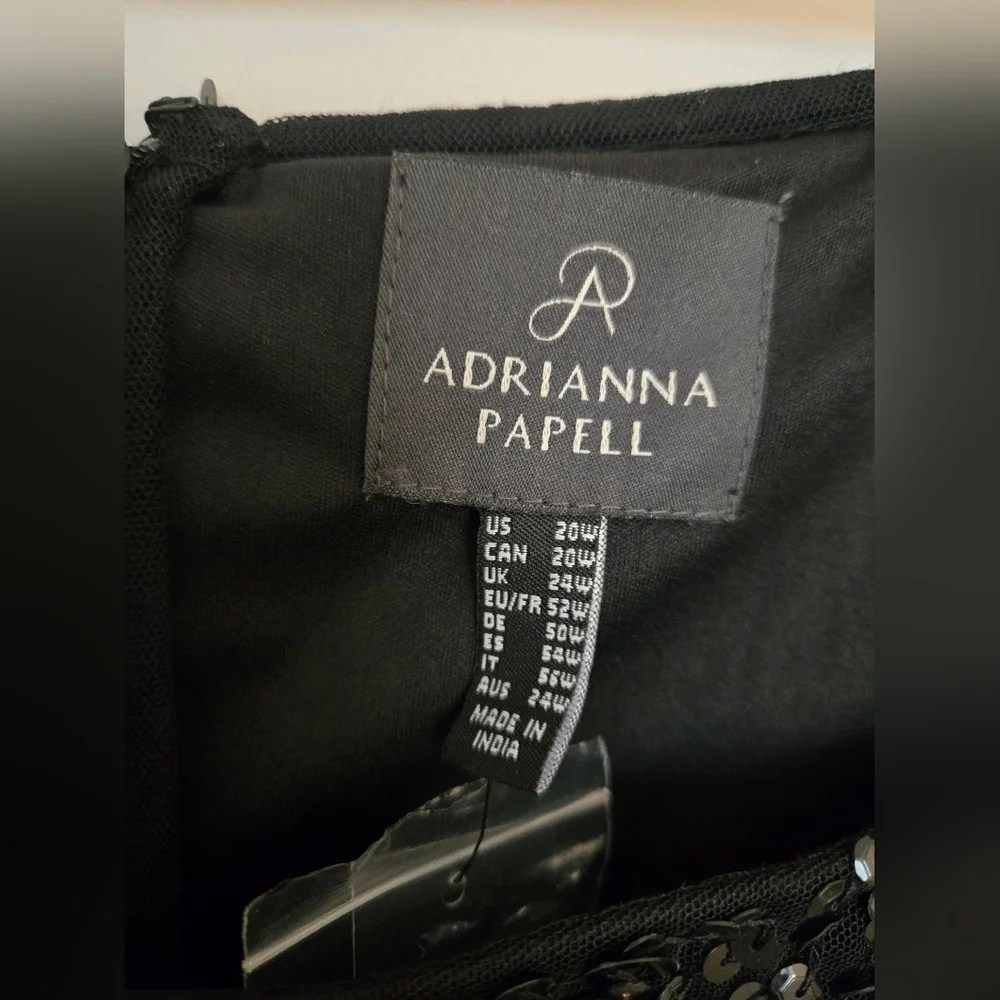 ADRIANNA
PAPELL
US 20W
CAN 20W
UK 24W
EU/FR 52W
DE 50W
ES 54W
IT 56W
AUS 24W
MADE IN
INDIA